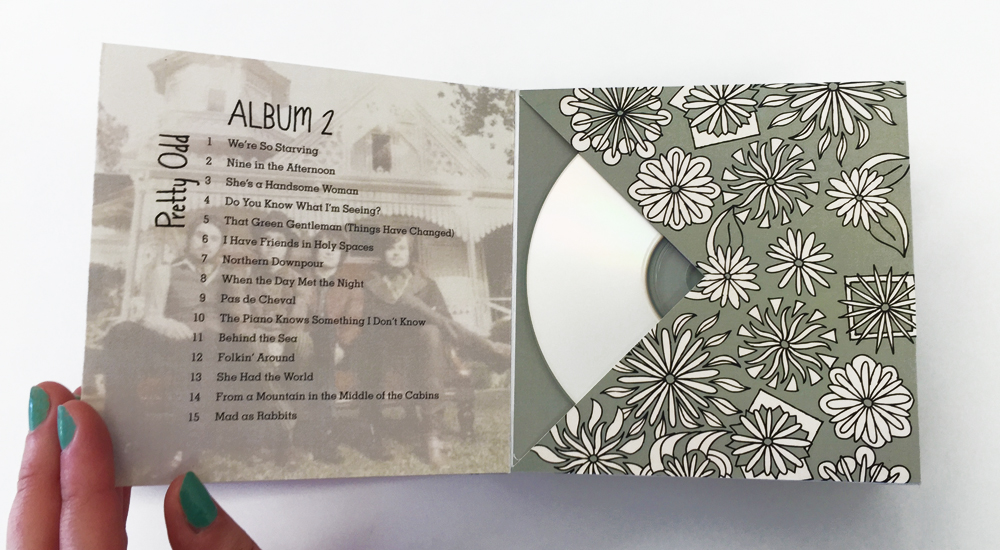 ALBUM 2
Pretty Odd
1 We're So Starving
2 Nine in the Afternoon
3 She's a Handsome Woman
4 Do You Know What I'm Seeing?
5 That Green Gentleman (Things Have Changed)
6 I Have Friends in Holy Spaces
7 Northern Downpour
8 When the Day Met the Night
9 Pas de Cheval
10 The Piano Knows Something I Don't Know
11 Behind the Sea
12 Folkin' Around
13 She Had the World
14 From a Mountain in the Middle of the Cabins
15 Mad as Rabbits